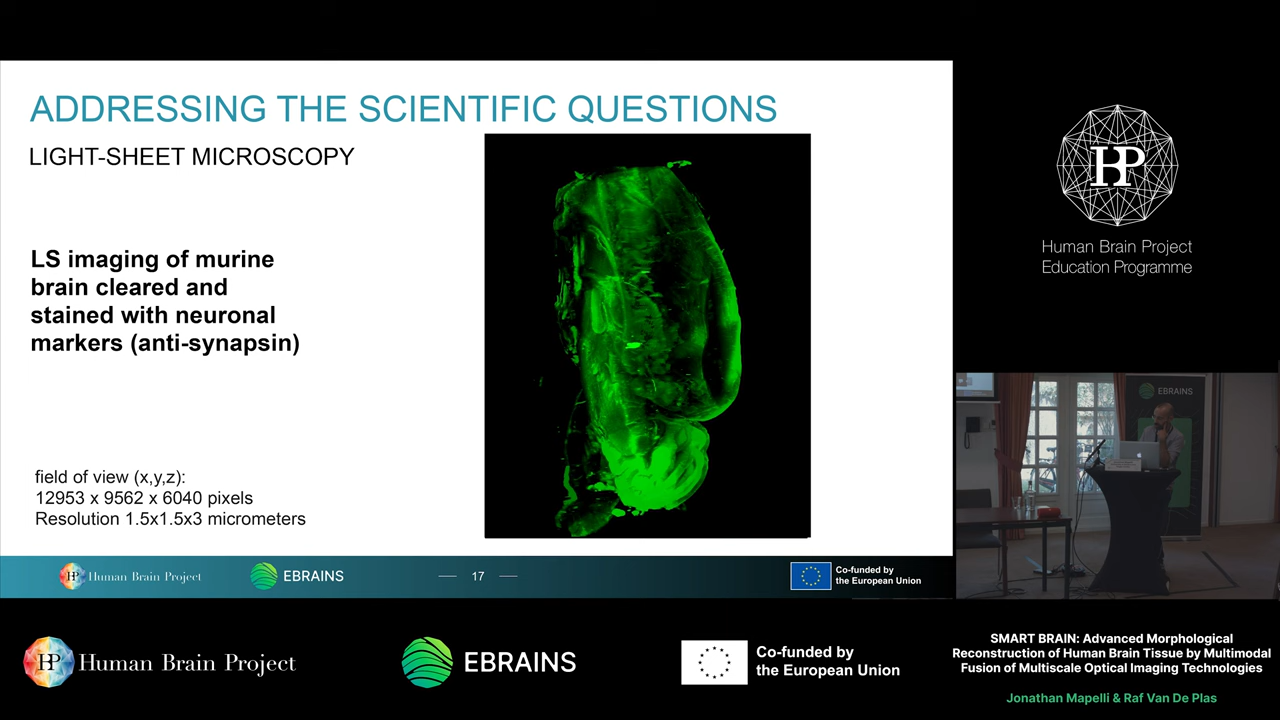 ADDRESSING THE SCIENTIFIC QUESTIONS
LIGHT-SHEET MICROSCOPY
LS imaging of murine
brain cleared and
stained with neuronal
markers (anti-synapsin)
field of view (x,y,z):
12953 x 9562 x 6040 pixels
Resolution 1.5x1.5x3 micrometers
HP Human Brain Project
EBRAINS
17
Co-funded by
the European Union
HP
Human Brain Project
Education Programme
EBRAINS
HP Human Brain Project
EBRAINS
Co-funded by
the European Union
SMART BRAIN: Advanced Morphological
Reconstruction of Human Brain Tissue by Multimodal
Fusion of Multiscale Optical Imaging Technologies
Jonathan Mapelli & Raf Van De Plas